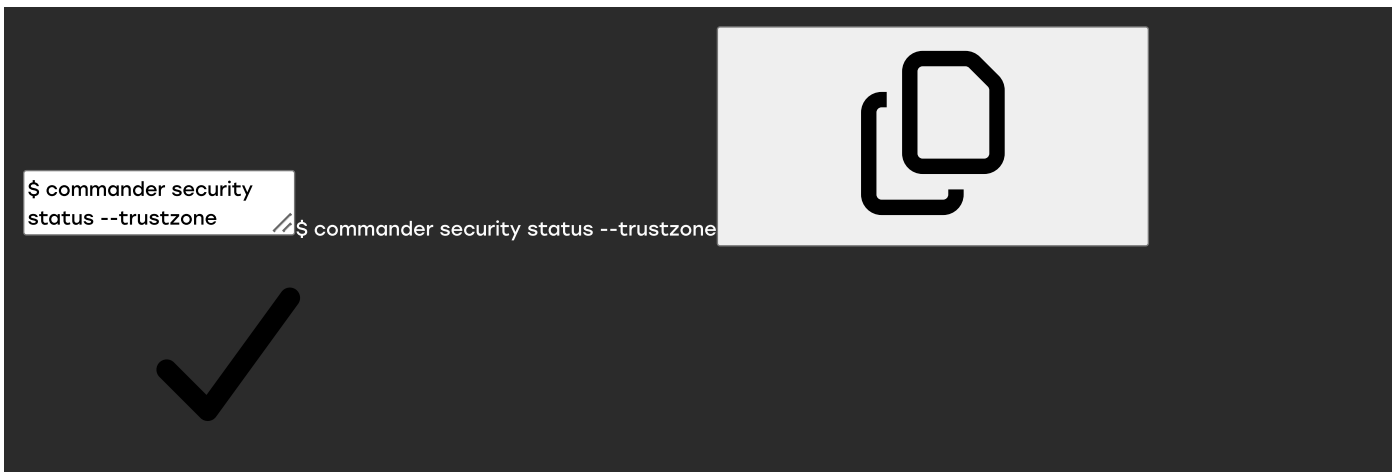 $ commander security
status --trustzone
$ commander security status --trustzone